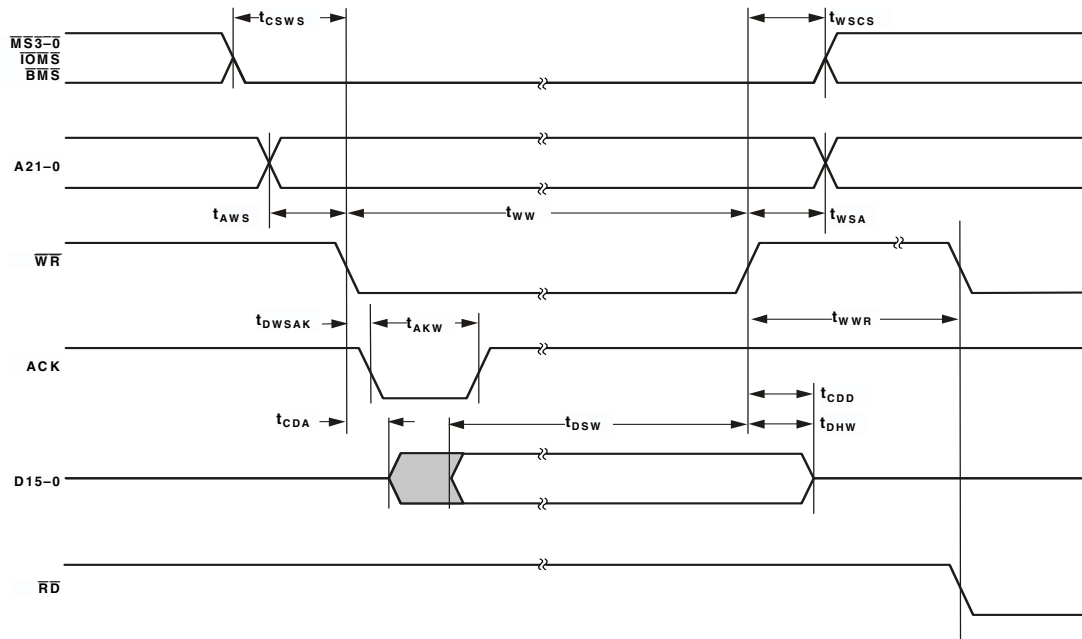 tCSWS
tWSCS
MS3–0
IOMS
BMS
A21–0
tAWS
tWW
tWSA
WR
tDWSAK
tAKW
tWWR
ACK
tCDD
tCDA
tDSW
tDHW
D15–0
RD